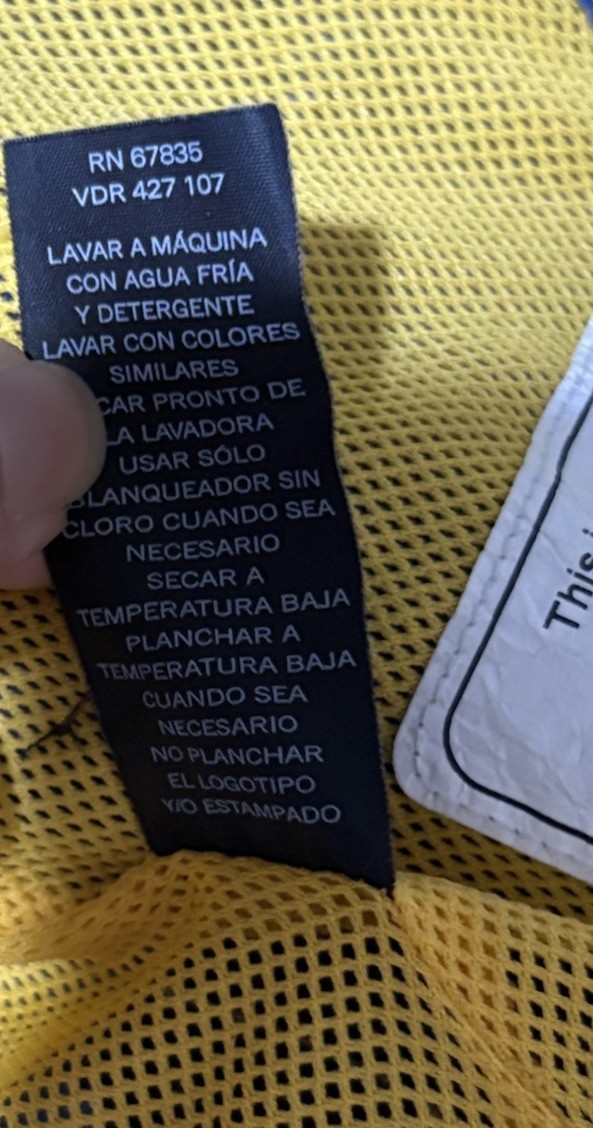 RN 67835
VDR 427 107
LAVAR A MÁQUINA
CON AGUA FRÍA
Y DETERGENTE
LAVAR CON COLORES
SIMILARES
CAR PRONTO DE
LA LAVADORA
USAR SÓLO
BLANQUEADOR SIN
CLORO CUANDO SEA
NECESARIO
SECAR A
TEMPERATURA BAJA
PLANCHAR A
TEMPERATURA BAJA
CUANDO SEA
NECESARIO
NO PLANCHAR
EL LOGOTIPO
Y/O ESTAMPADO
This